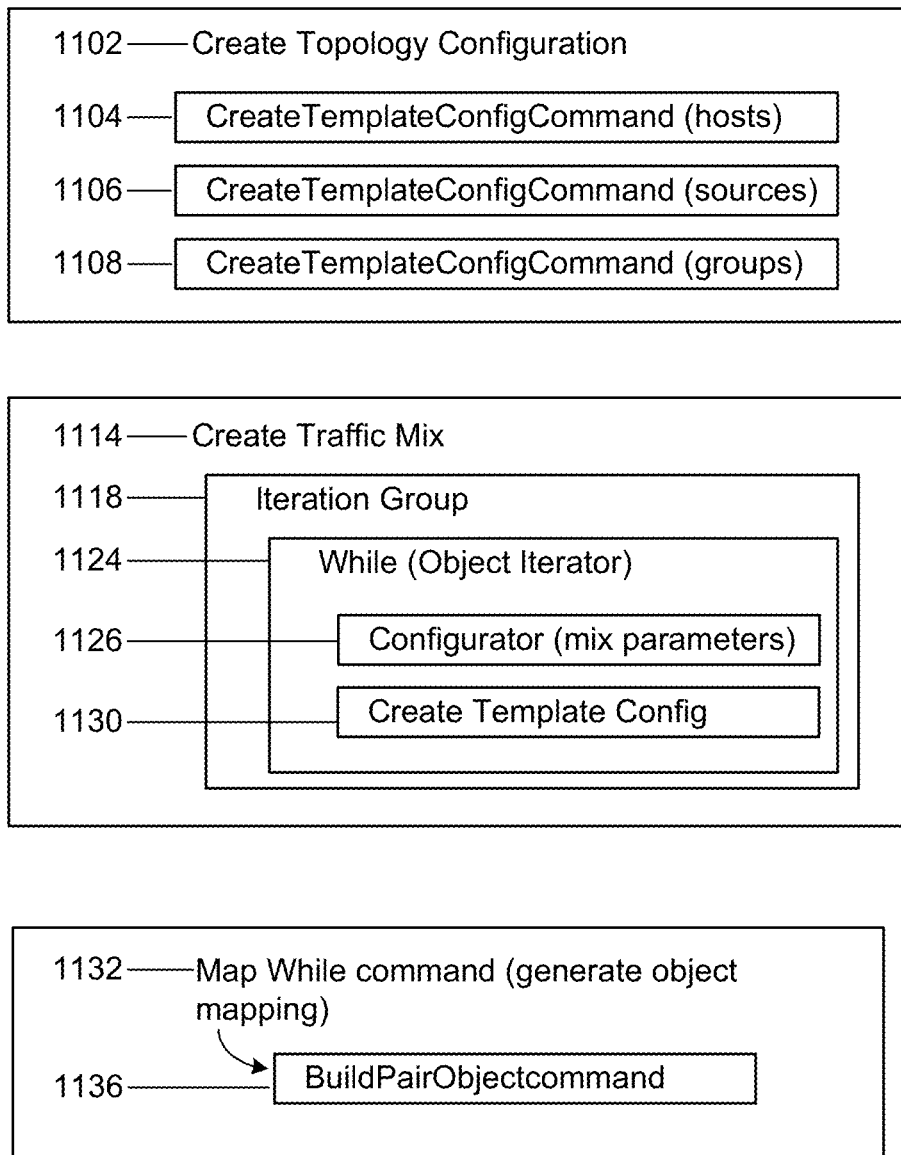 1102 Create Topology Configuration
1104 CreateTemplateConfigCommand (hosts)
1106 CreateTemplateConfigCommand (sources)
1108 CreateTemplateConfigCommand (groups)
1114 Create Traffic Mix
1118 Iteration Group
1124 While (Object Iterator)
1126 Configurator (mix parameters)
1130 Create Template Config
1132 Map While command (generate object
mapping)
1136 BuildPairObjectcommand